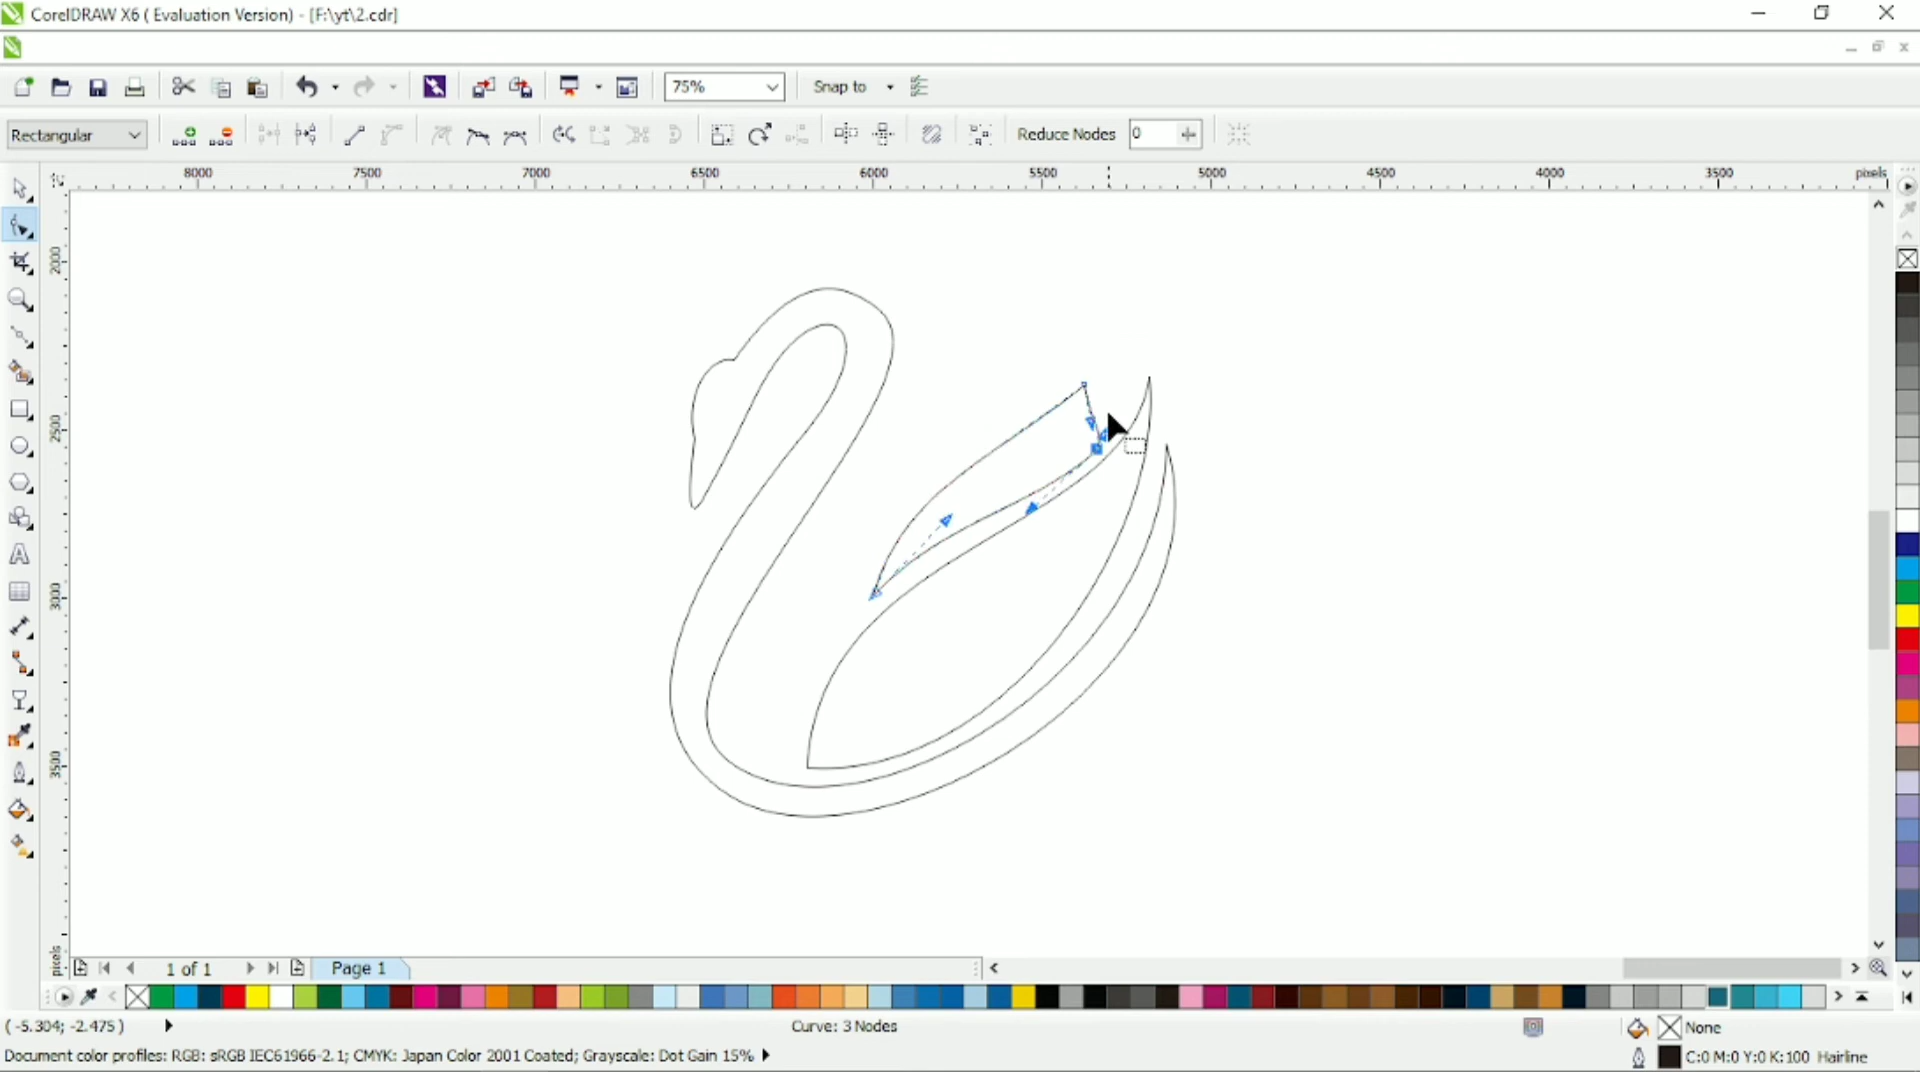 CorelDRAW X6 ( Evaluation Version) - [F:\yt\2.cdr]
75%
Snap to
Rectangular
Reduce Nodes 0
8000 7500 7000 6500 6000 5500 5000 4500 4000 3500 pixels
2000
2500
3000
3500
pixels
1 of 1
Page 1
( -5.304; -2.475 )
Curve: 3 Nodes
None
Document color profiles: RGB: sRGB IEC61966-2.1; CMYK: Japan Color 2001 Coated; Grayscale: Dot Gain 15%
C:0 M:0 Y:0 K:100 Hairline